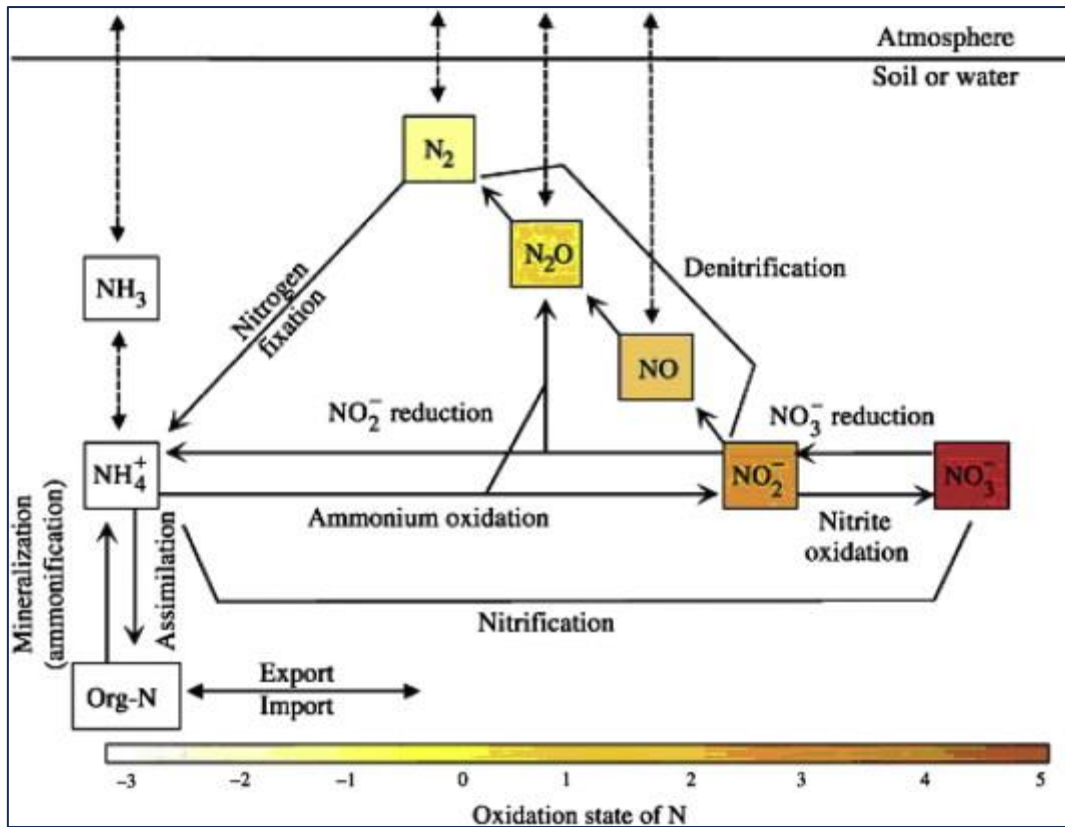 Atmosphere
Soil or water
N₂
N₂O
Denitrification
NH₃
Nitrogen
fixation
NO
NO₂⁻ reduction
NO₃⁻ reduction
NH₄⁺
NO₂⁻
NO₃⁻
Ammonium oxidation
Nitrite
oxidation
Mineralization
(ammonification)
Assimilation
Nitrification
Org-N
Export
Import
–3 –2 –1 0 1 2 3 4 5
Oxidation state of N